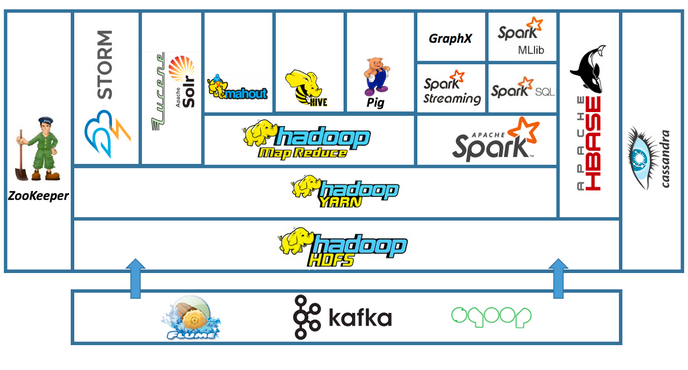 ZooKeeper
STORM
Lucene
Apache
Solr
mahout
HIVE
Pig
GraphX
Spark
MLlib
Spark
Streaming
Spark SQL
hadoop
Map Reduce
APACHE
Spark™
hadoop
YARN
hadoop
HDFS
APACHE
HBASE
cassandra
FLUME
kafka
sqoop